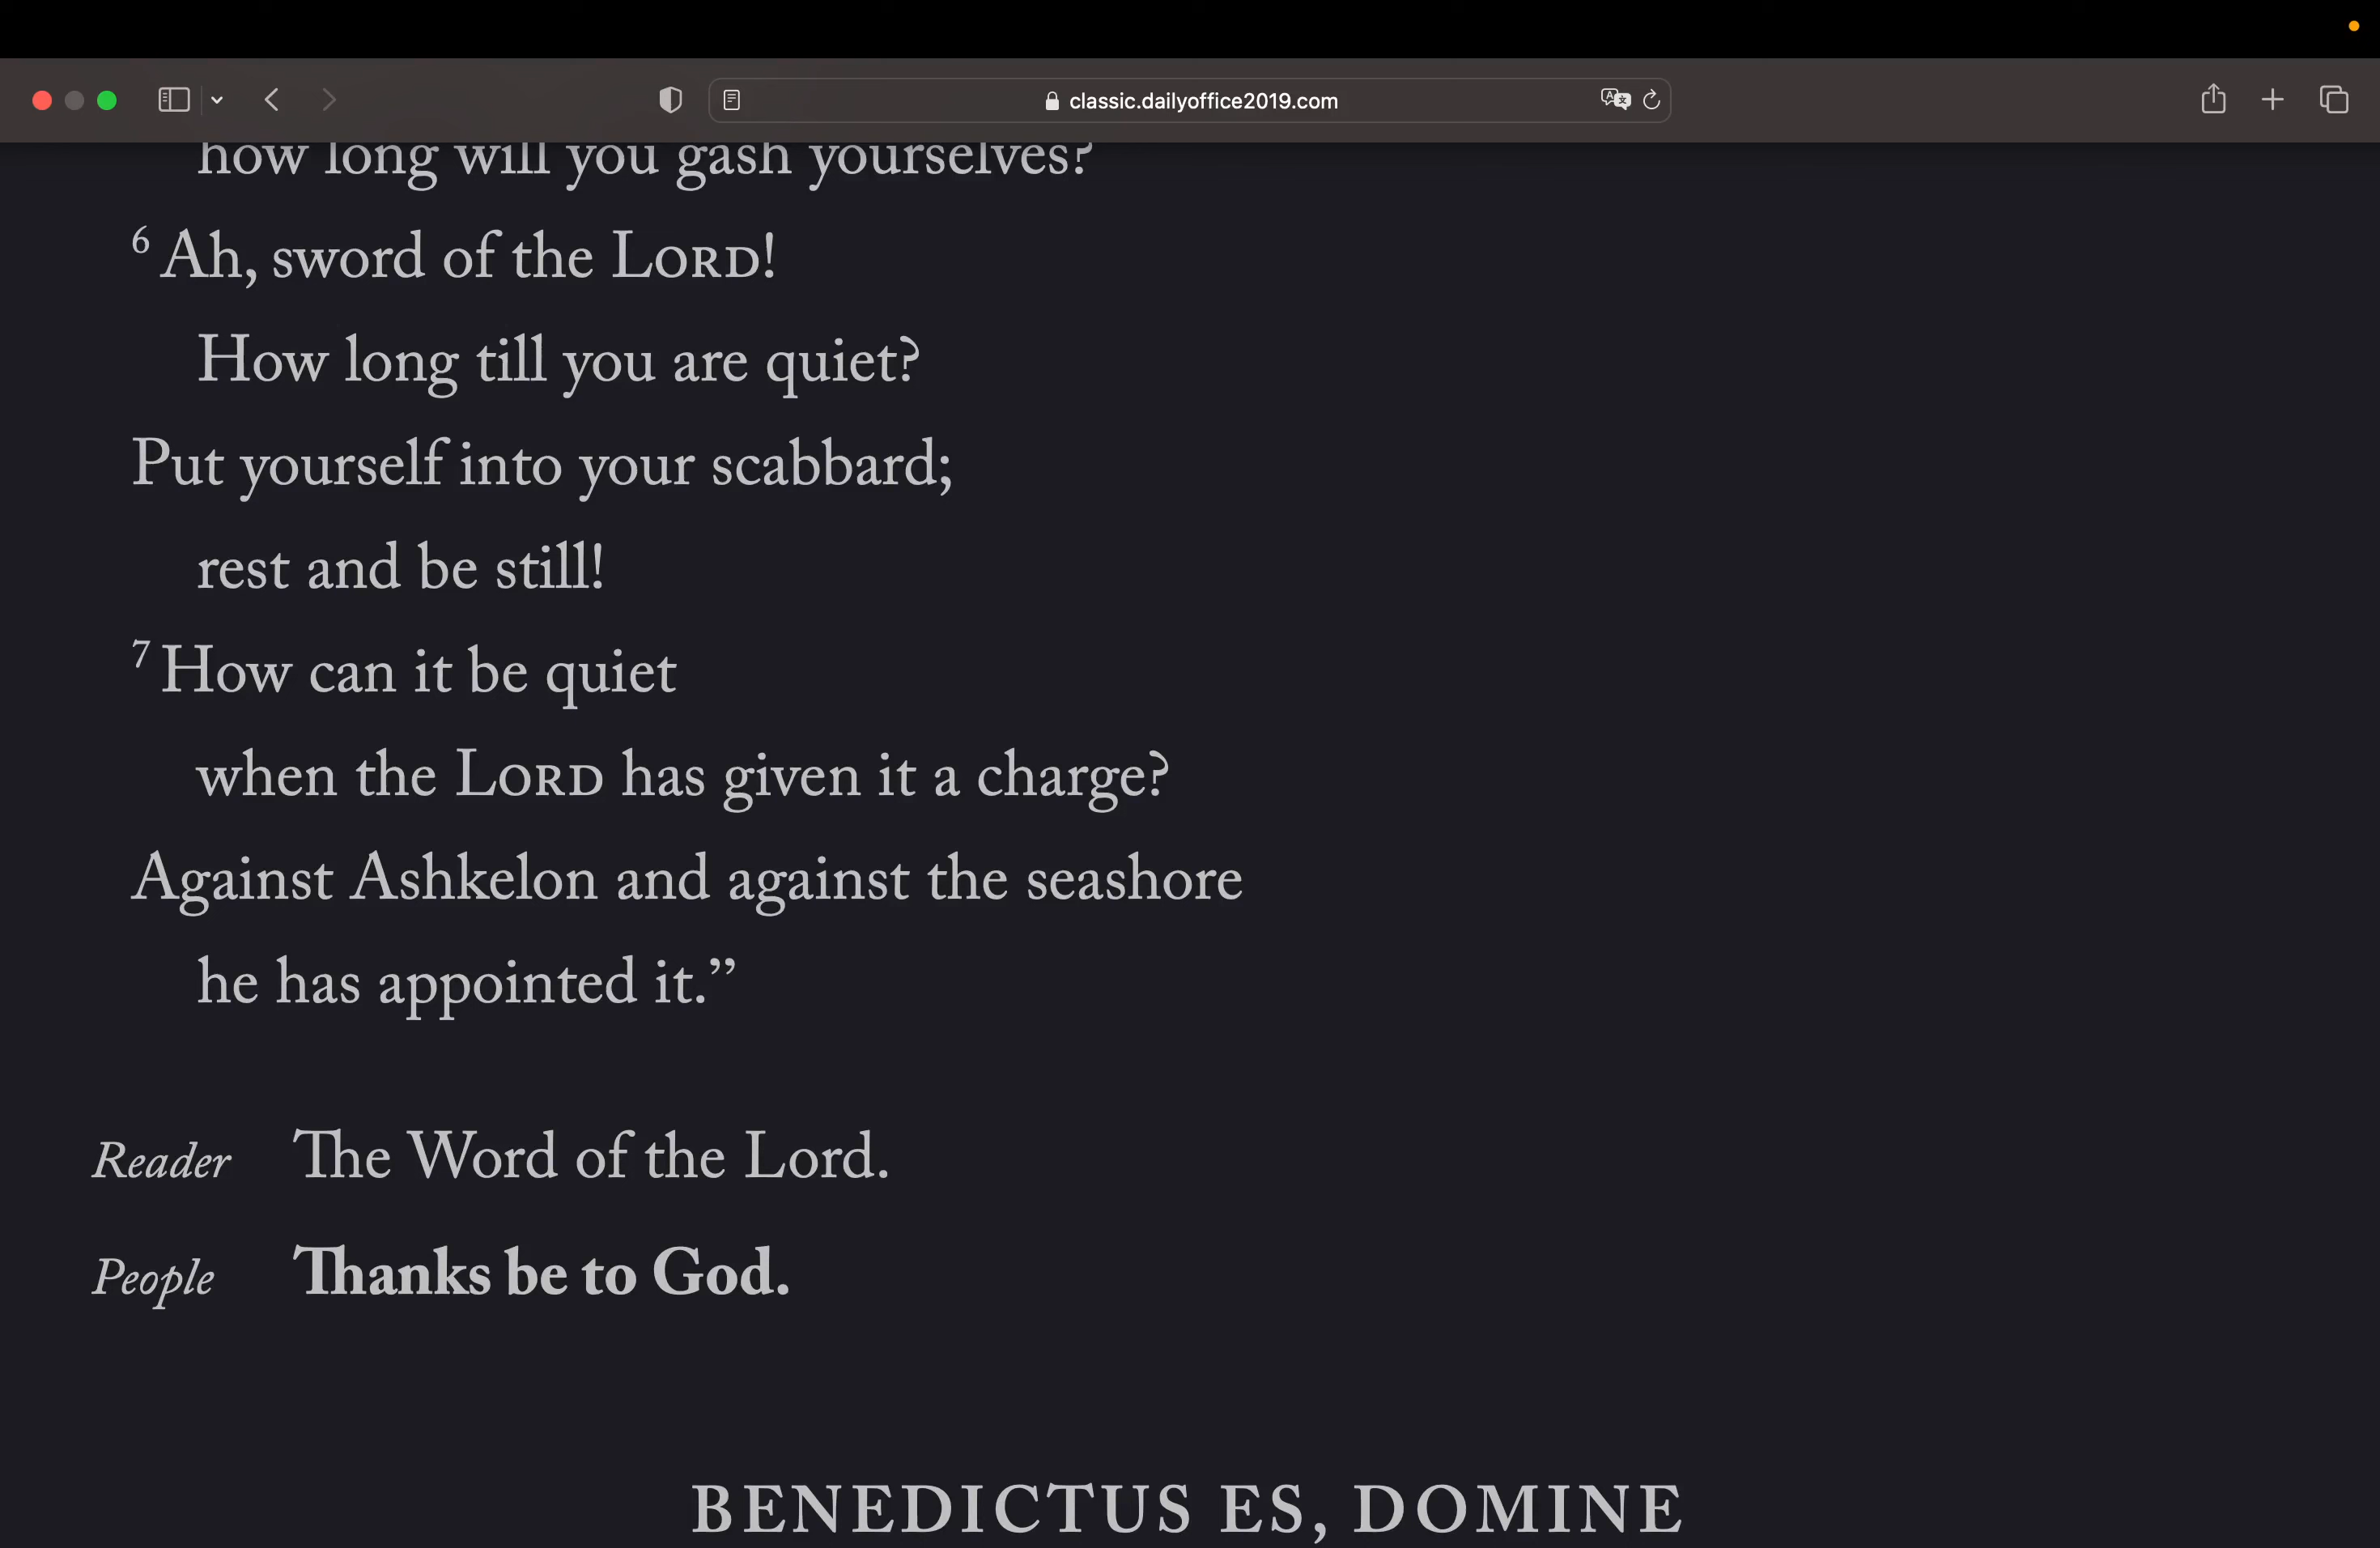 classic.dailyoffice2019.com
how long will you gash yourselves?
6 Ah, sword of the LORD!
How long till you are quiet?
Put yourself into your scabbard;
rest and be still!
7 How can it be quiet
when the LORD has given it a charge?
Against Ashkelon and against the seashore
he has appointed it.”
Reader The Word of the Lord.
People Thanks be to God.
BENEDICTUS ES, DOMINE